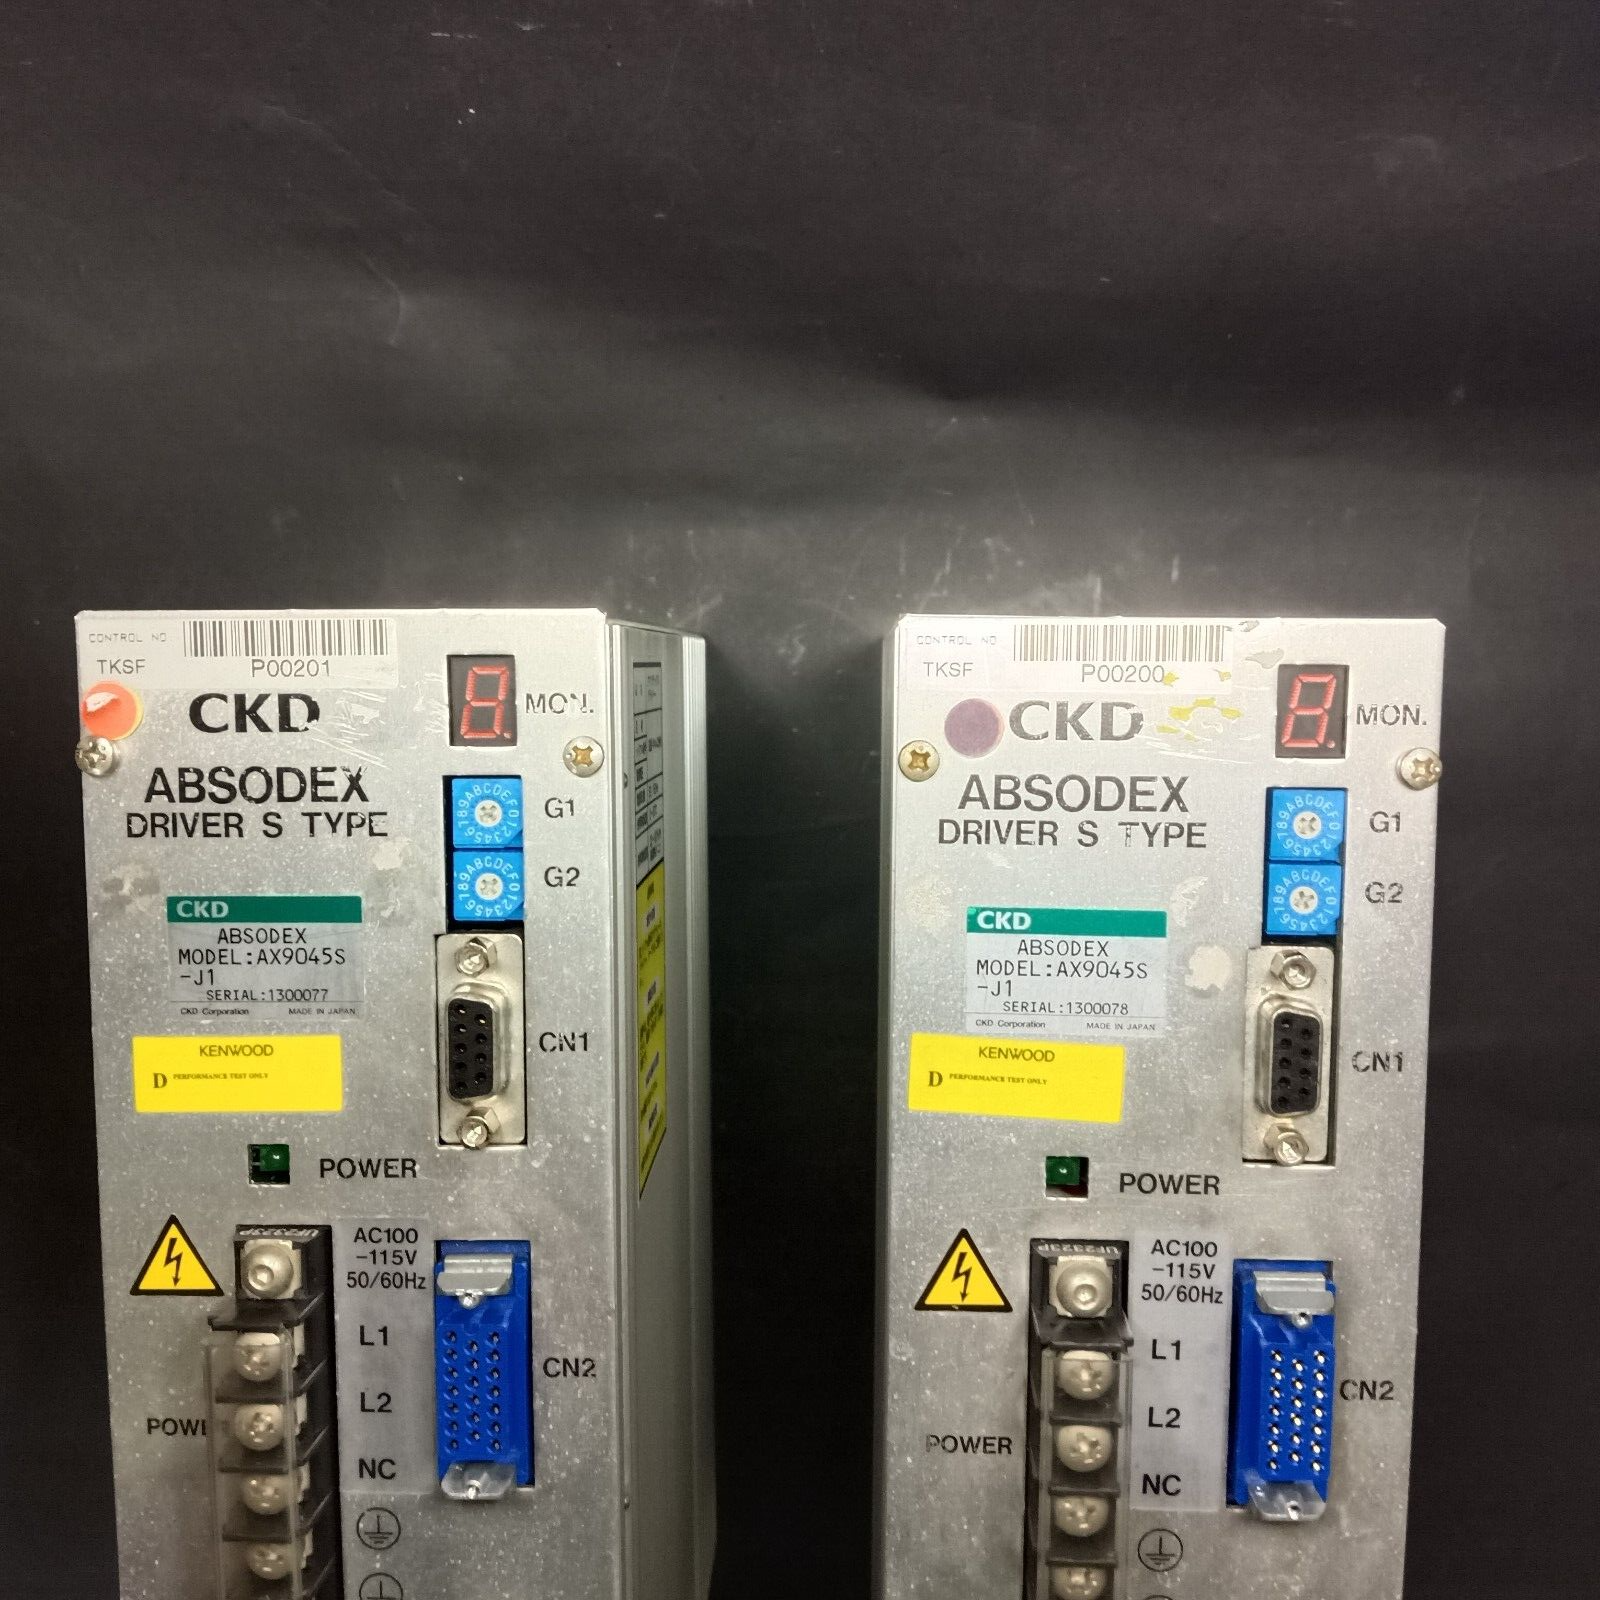 CONTROL NO
TKSF
P00201
CKD
MON.
ABSODEX
DRIVER S TYPE
G1
G2
CKD
ABSODEX
MODEL:AX9045S
-J1
SERIAL:1300077
CKD Corporation MADE IN JAPAN
CN1
KENWOOD
D PERFORMANCE TEST ONLY
POWER
AC100
-115V
50/60Hz
L1
L2
NC
CN2
CONTROL NO
TKSF
P00200
CKD
MON.
ABSODEX
DRIVER S TYPE
G1
G2
CKD
ABSODEX
MODEL:AX9045S
-J1
SERIAL:1300078
CKD Corporation MADE IN JAPAN
CN1
KENWOOD
D PERFORMANCE TEST ONLY
POWER
AC100
-115V
50/60Hz
L1
L2
NC
POWER
CN2